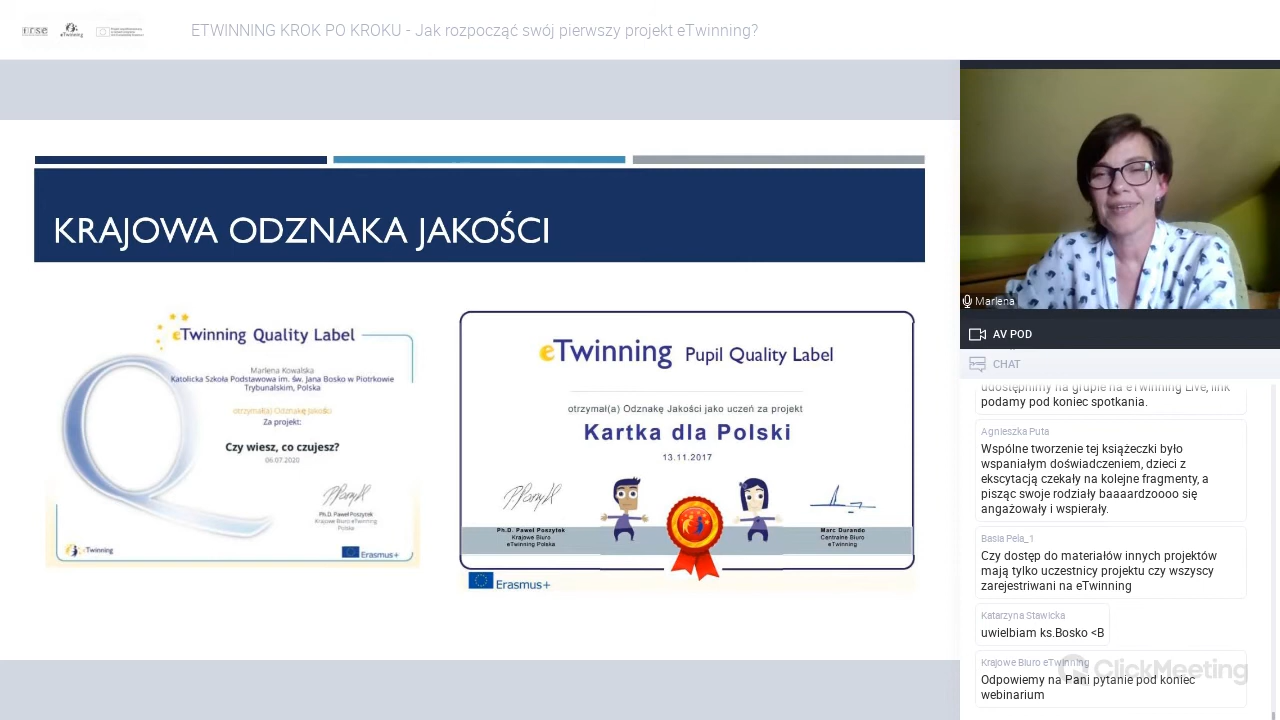 eTwinning
ETWINNING KROK PO KROKU - Jak rozpocząć swój pierwszy projekt eTwinning?
KRAJOWA ODZNAKA JAKOŚCI
eTwinning Quality Label
Marlena Kowalska
Katolicka Szkoła Podstawowa im. św. Jana Bosko w Piotrkowie
Trybunalskim, Polska
otrzymał(a) Odznakę Jakości
Za projekt:
Czy wiesz, co czujesz?
06.07.2020
Ph.D. Paweł Poszytek
Krajowe Biuro eTwinning
Polska
eTwinning
Erasmus+
eTwinning Pupil Quality Label
otrzymał(a) Odznakę Jakości jako uczeń za projekt
Kartka dla Polski
13.11.2017
Ph.D. Paweł Poszytek
Krajowe Biuro
eTwinning Polska
Marc Durando
Centralne Biuro
eTwinning
Erasmus+
Marlena
AV POD
CHAT
udostępnimy na grupie na eTwinning Live, link
podamy pod koniec spotkania.
Agnieszka Puta
Wspólne tworzenie tej książeczki było
wspaniałym doświadczeniem, dzieci z
ekscytacją czekały na kolejne fragmenty, a
pisząc swoje rodziały baaaardzoooo się
angażowały i wspierały.
Basia Pela_1
Czy dostęp do materiałów innych projektów
mają tylko uczestnicy projektu czy wszyscy
zarejestriwani na eTwinning
Katarzyna Stawicka
uwielbiam ks.Bosko <B
Krajowe Biuro eTwinning
Odpowiemy na Pani pytanie pod koniec
webinarium
ClickMeeting